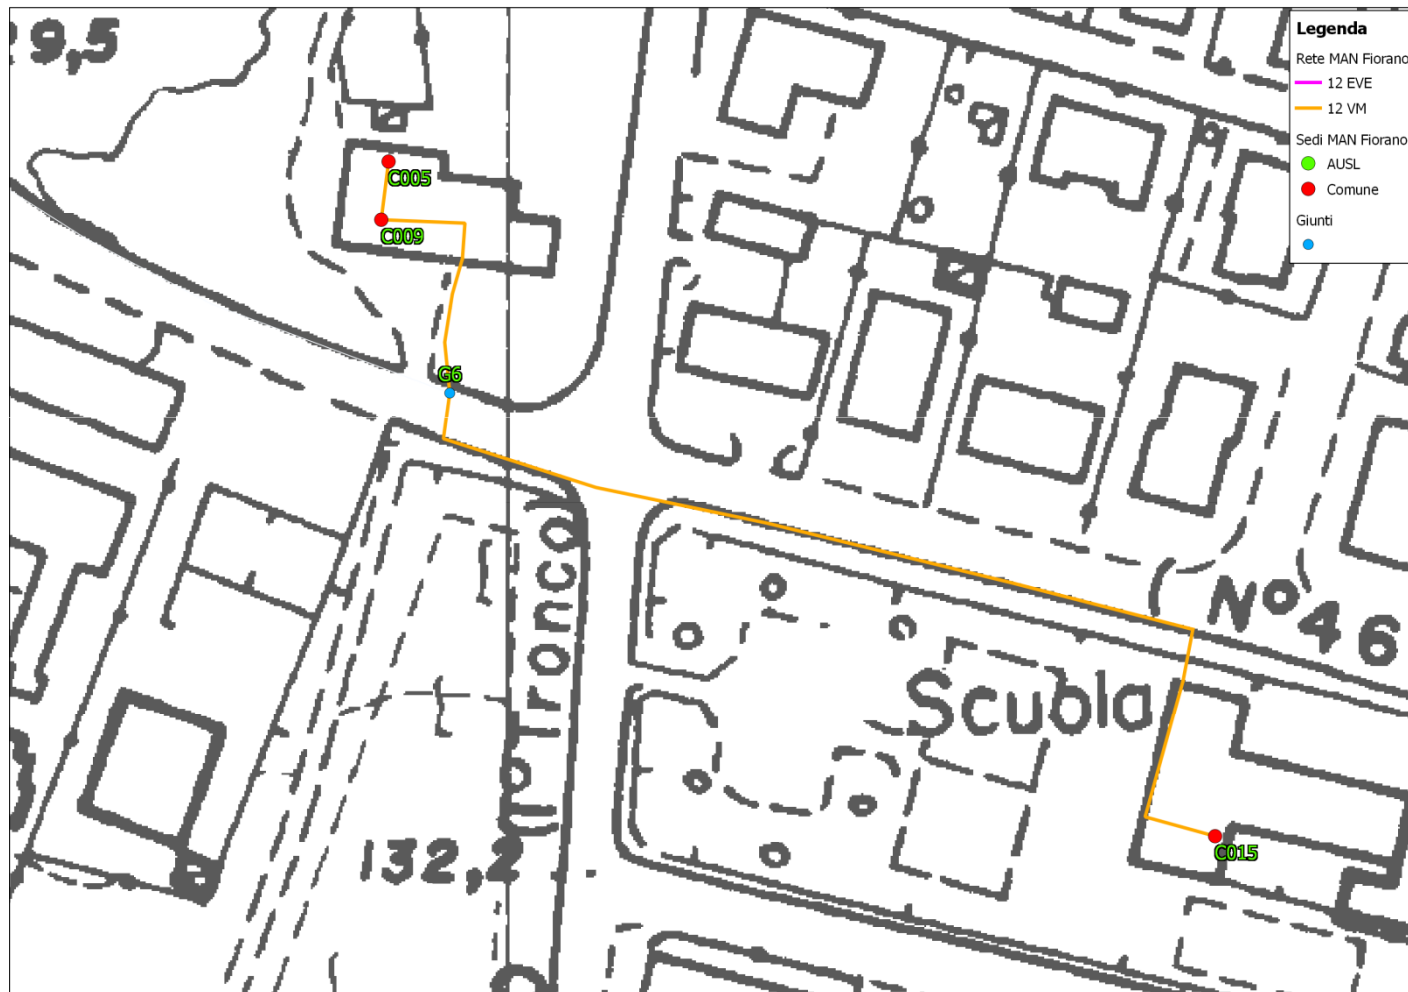 9,5
Legenda
Rete MAN Fiorano
12 EVE
12 VM
Sedi MAN Fiorano
AUSL
Comune
Giunti
C005
C009
G6
(Tronco)
N°46
Scuola
132,2
C015